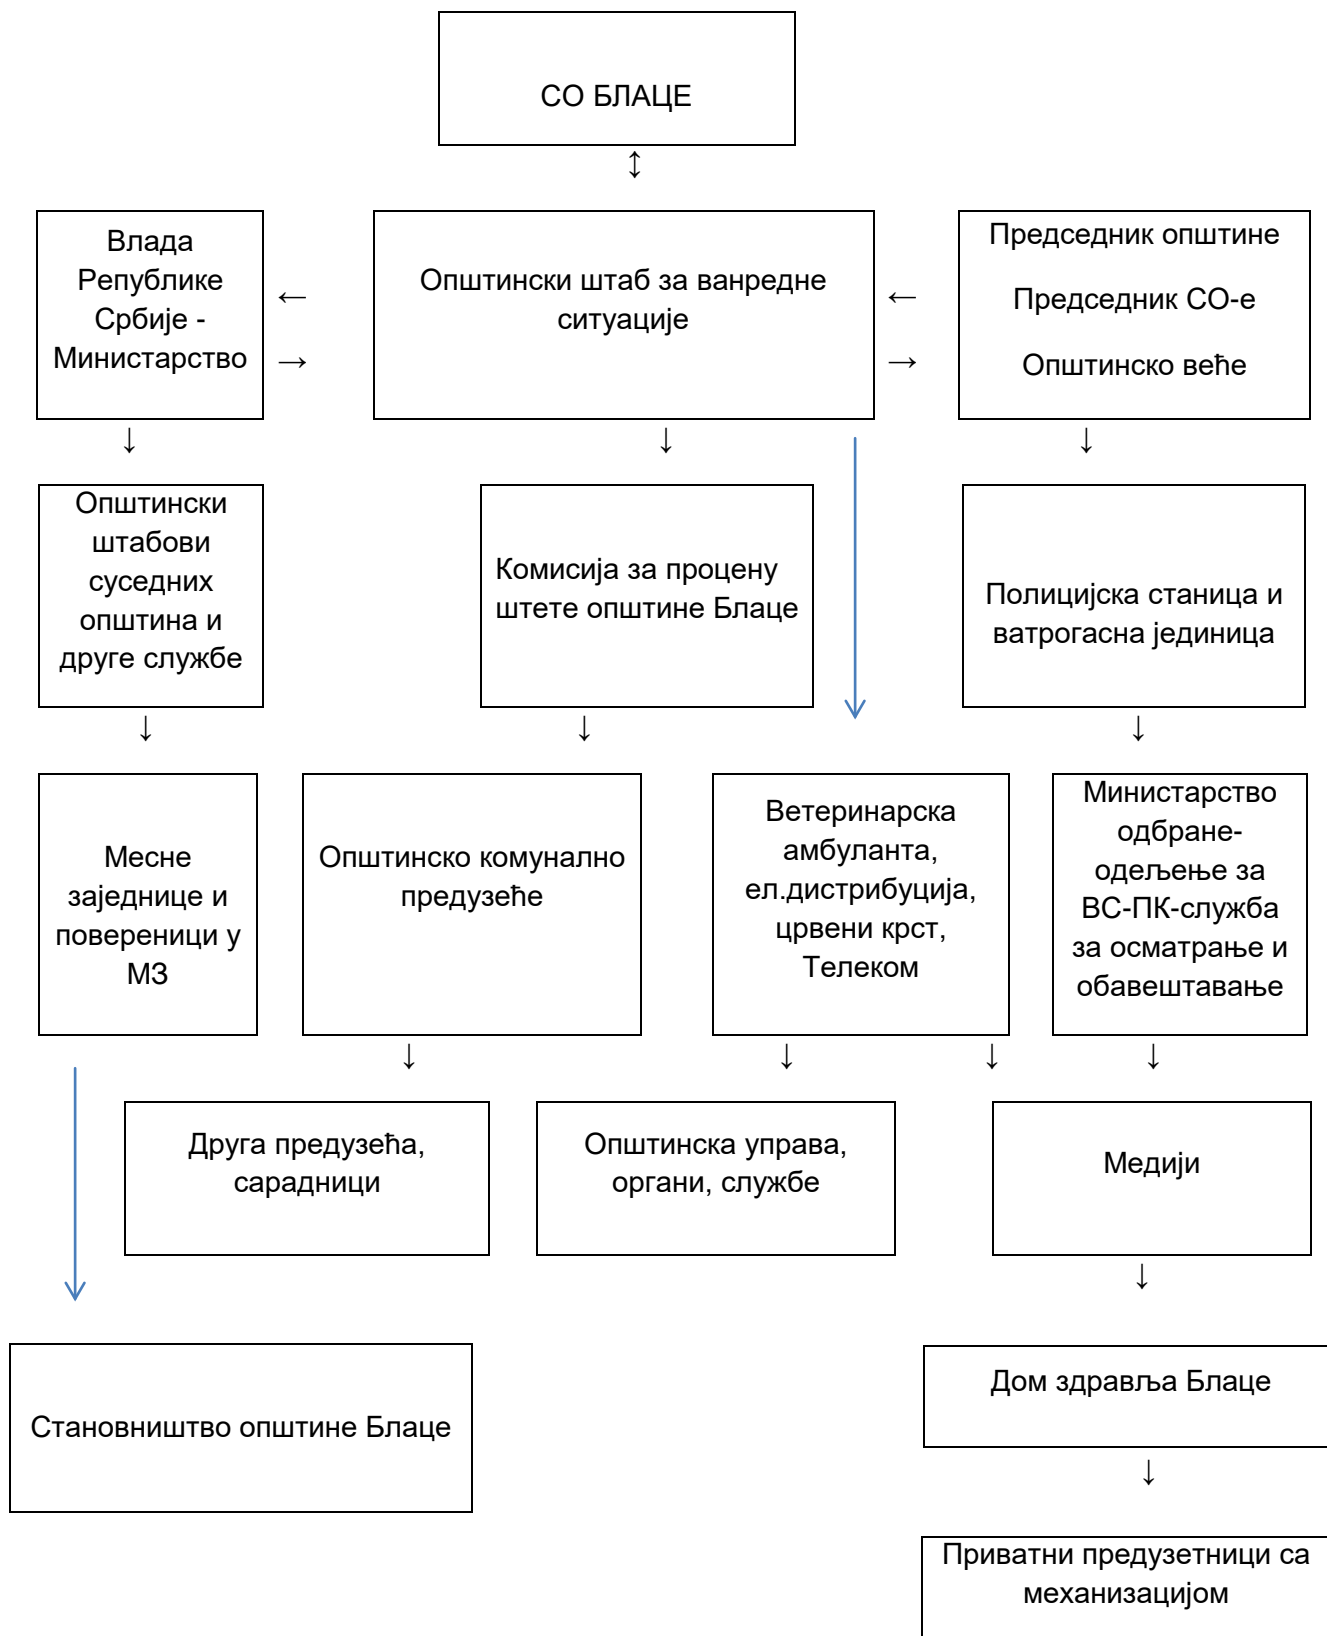 СО БЛАЦЕ
↕
Влада
Републике
Србије -
Министарство
←
→
Општински штаб за ванредне
ситуације
←
→
Председник општине
Председник СО-е
Општинско веће
↓
↓
↓
Општински
штабови
суседних
општина и
друге службе
Комисија за процену
штете општине Блаце
Полицијска станица и
ватрогасна јединица
↓
↓
↓
Месне
заједнице и
повереници у
МЗ
Општинско комунално
предузеће
Ветеринарска
амбуланта,
ел.дистрибуција,
црвени крст,
Телеком
Министарство
одбране-
одељење за
ВС-ПК-служба
за осматрање и
обавештавање
↓
↓
↓
↓
Друга предузећа,
сарадници
Општинска управа,
органи, службе
Медији
↓
Становништво општине Блаце
Дом здравља Блаце
↓
Приватни предузетници са
механизацијом